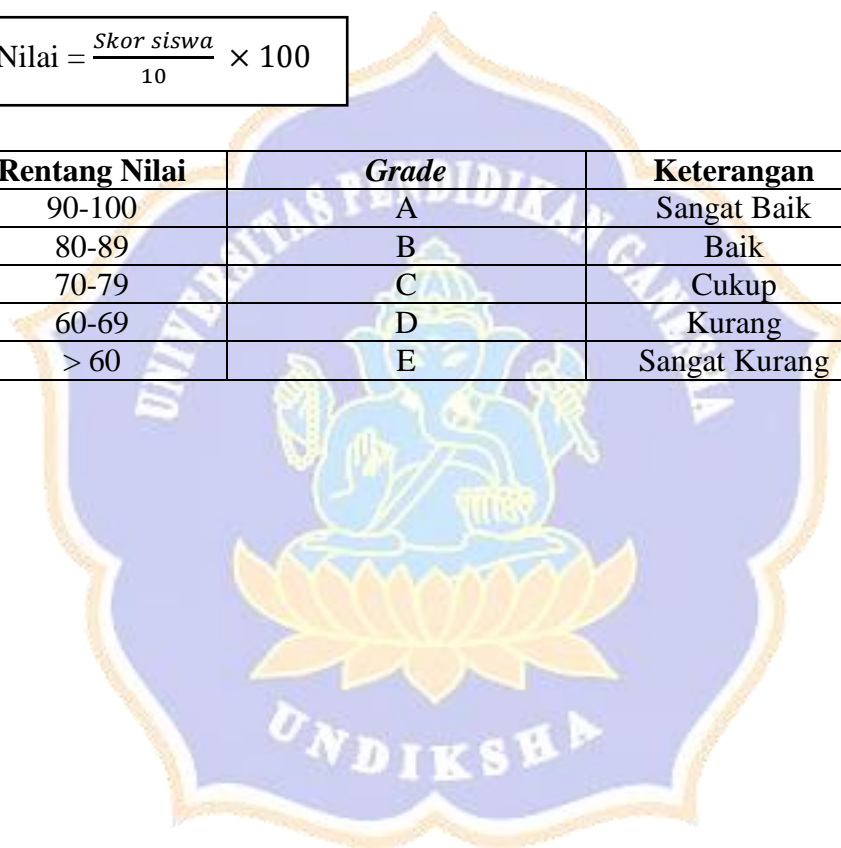 Nilai = Skor siswa / 10 × 100
Rentang Nilai Grade Keterangan
90-100 A Sangat Baik
80-89 B Baik
70-79 C Cukup
60-69 D Kurang
> 60 E Sangat Kurang
UNIVERSITAS PENDIDIKAN GANESHA
UNDIKSHA